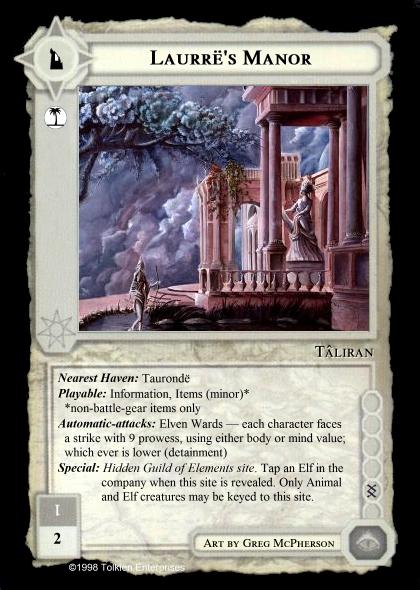 Laurrë's Manor
Tâliran
Nearest Haven: Taurondë
Playable: Information, Items (minor)*
*non-battle-gear items only
Automatic-attacks: Elven Wards — each character faces
a strike with 9 prowess, using either body or mind value;
which ever is lower (detainment)
Special: Hidden Guild of Elements site. Tap an Elf in the
company when this site is revealed. Only Animal
and Elf creatures may be keyed to this site.
I
2
Art by Greg McPherson
©1998 Tolkien Enterprises